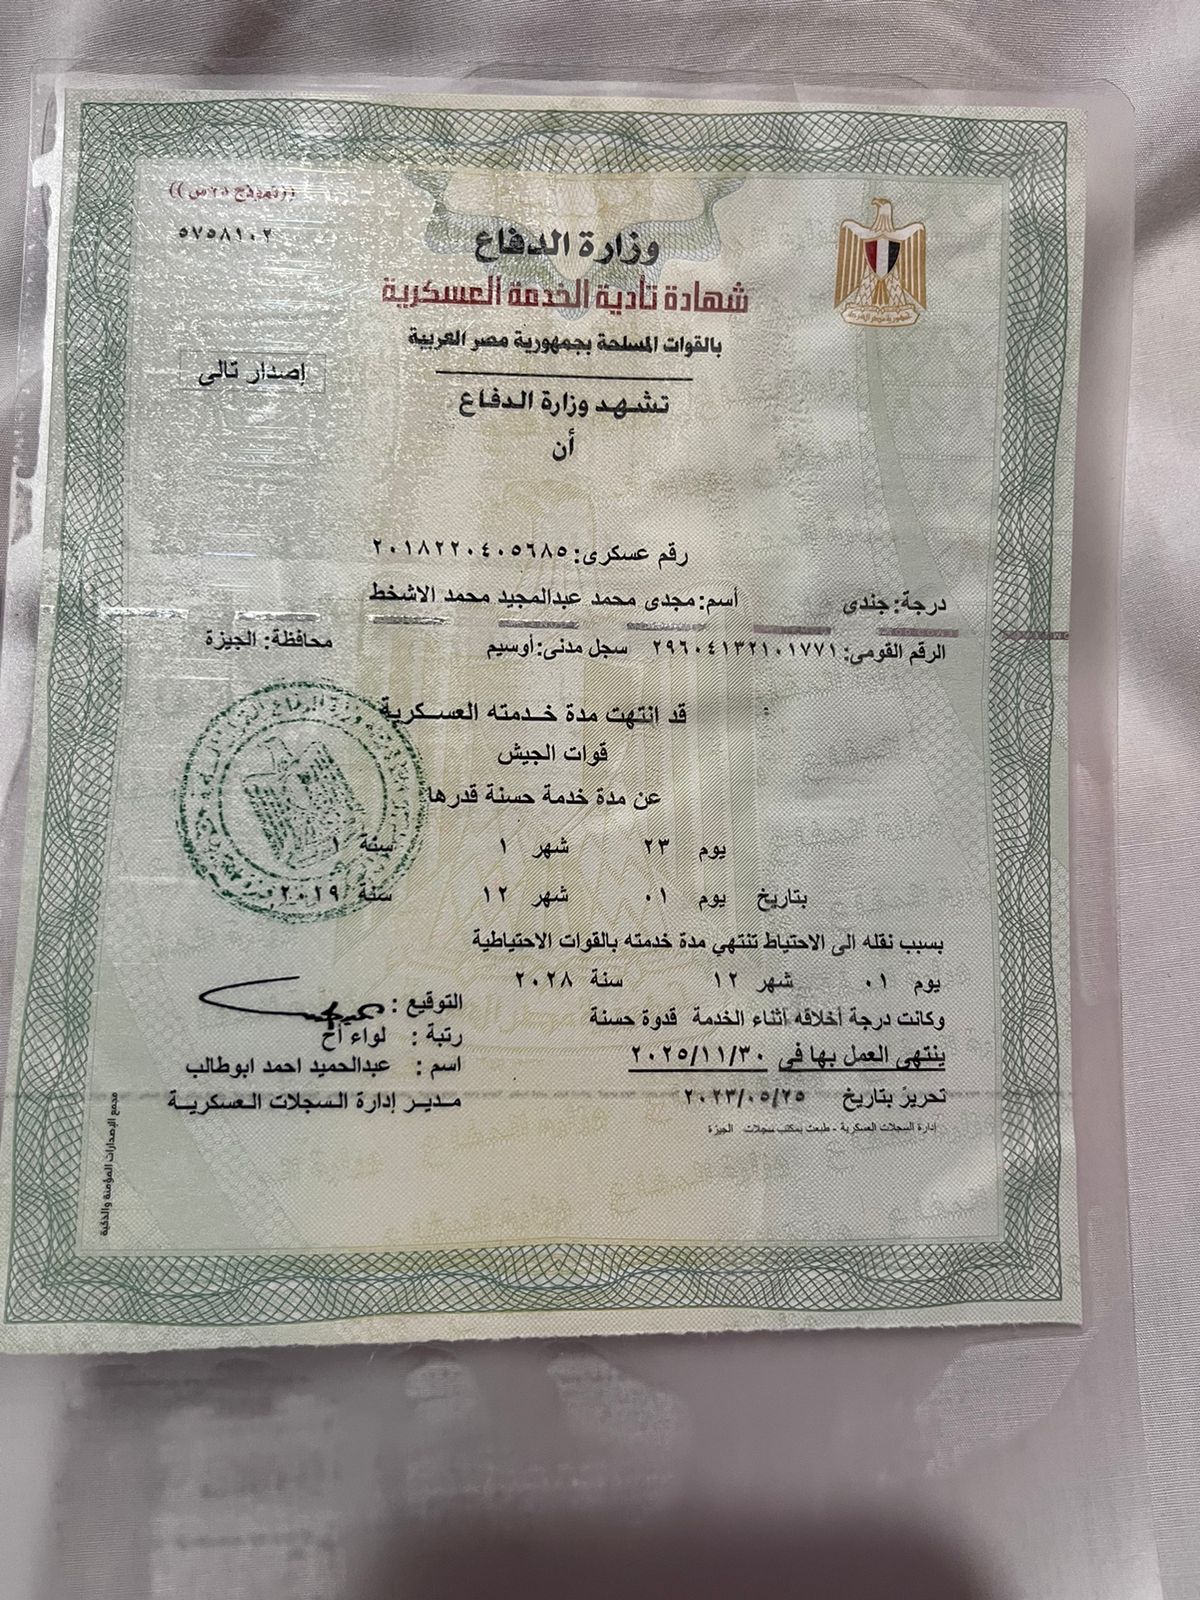 ((نموذج ٢٥س))
٥٧٥٨١٠٢
وزارة الدفاع
شهادة تأدية الخدمة العسكرية
بالقوات المسلحة بجمهورية مصر العربية
إصدار تالى
تشهد وزارة الدفاع
أن
رقم عسكرى: ٢٠١٨٢٢٠٤٠٥٦٨٥
درجة: جندى أسم: مجدى محمد عبدالمجيد محمد الاشخط
الرقم القومى: ٢٩٦٠٤١٣٢١٠١٧٧١ سجل مدنى: أوسيم محافظة: الجيزة
قد انتهت مدة خدمته العسكرية
قوات الجيش
عن مدة خدمة حسنة قدرها
يوم ٢٣ شهر ١ سنة ١
بتاريخ يوم ٠١ شهر ١٢ سنة ٢٠١٩
بسبب نقله الى الاحتياط تنتهي مدة خدمته بالقوات الاحتياطية
يوم ٠١ شهر ١٢ سنة ٢٠٢٨
وكانت درجة أخلاقه أثناء الخدمة قدوة حسنة
ينتهى العمل بها فى ٢٠٢٥/١١/٣٠
تحريرً بتاريخ ٢٠٢٣/٠٥/٢٥
إدارة السجلات العسكرية - طبعت بمكتب سجلات الجيزة
التوقيع :
رتبة : لواء أح
اسم : عبدالحميد احمد ابوطالب
مدير إدارة السجلات العسكرية
مجمع الإصدارات المؤمنة والذكية